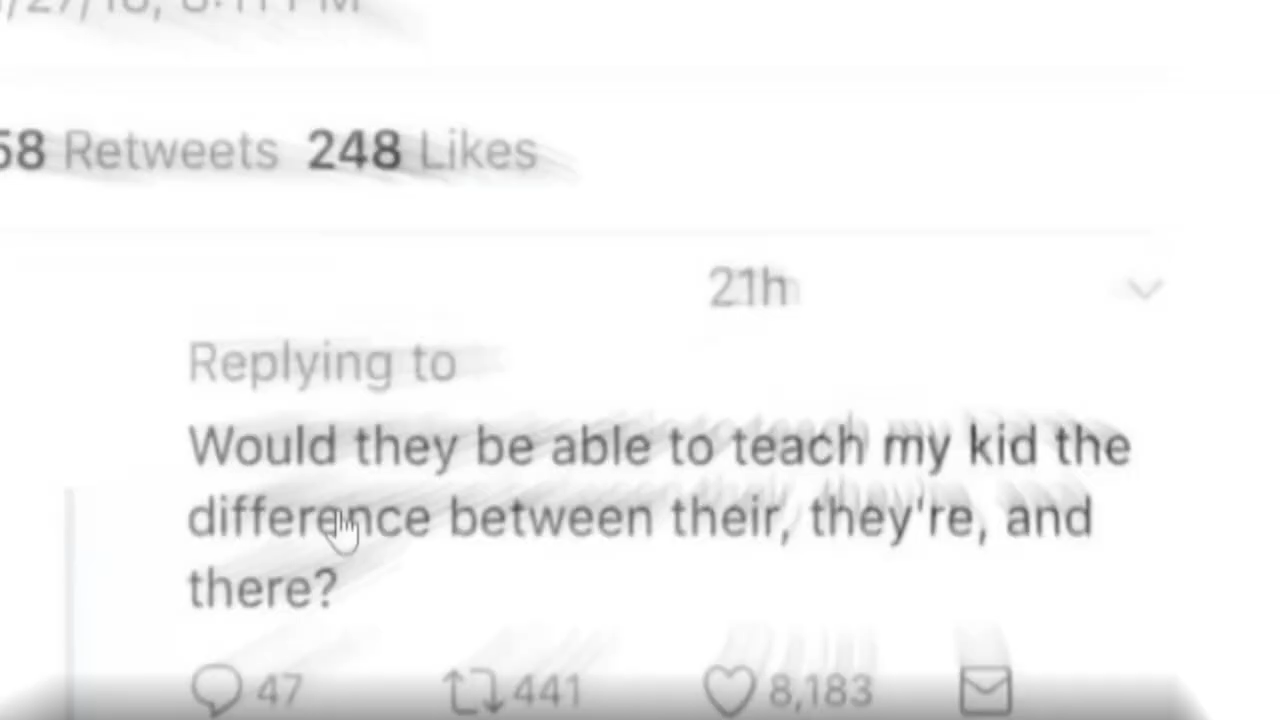 58 Retweets 248 Likes
21h
Replying to
Would they be able to teach my kid the
difference between their, they're, and
there?
47 441 8,183